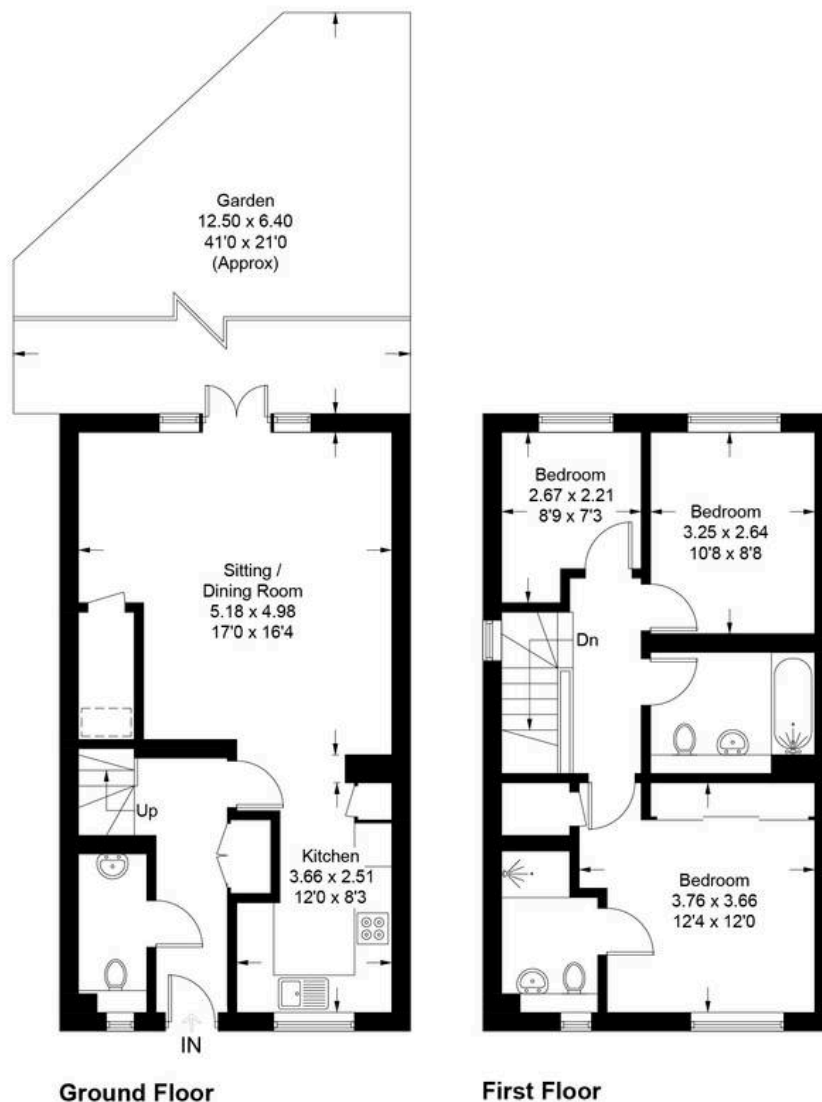 Garden
12.50 x 6.40
41'0 x 21'0
(Approx)
Sitting /
Dining Room
5.18 x 4.98
17'0 x 16'4
Up
Kitchen
3.66 x 2.51
12'0 x 8'3
IN
Ground Floor
Bedroom
2.67 x 2.21
8'9 x 7'3
Bedroom
3.25 x 2.64
10'8 x 8'8
Dn
Bedroom
3.76 x 3.66
12'4 x 12'0
First Floor